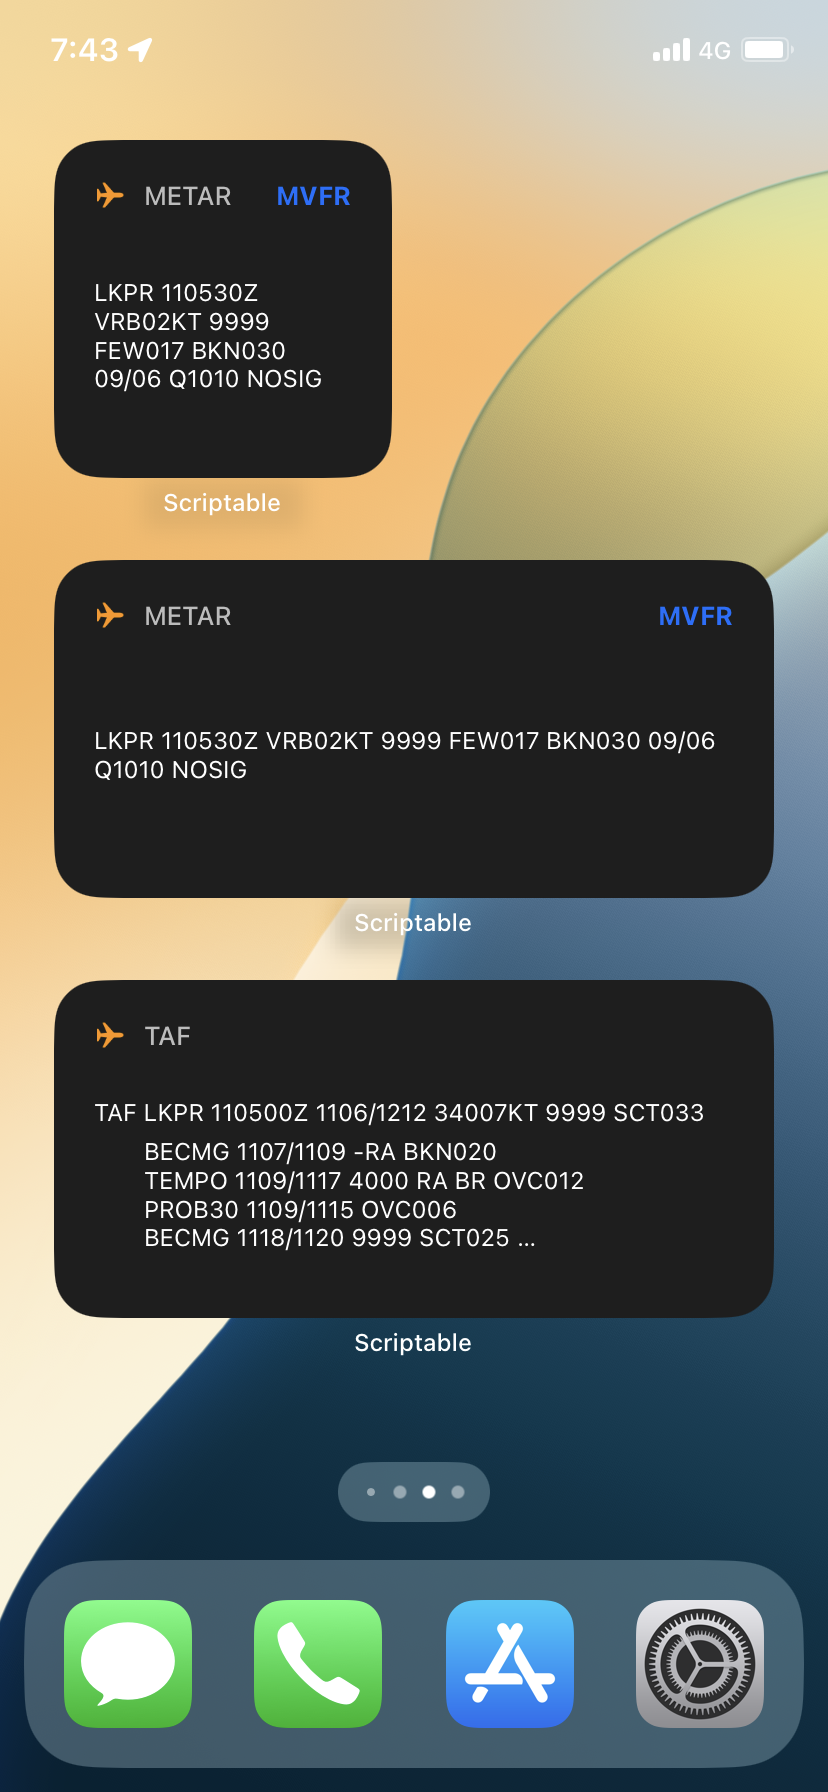 7:43 4G
METAR MVFR
LKPR 110530Z
VRB02KT 9999
FEW017 BKN030
09/06 Q1010 NOSIG
Scriptable
METAR MVFR
LKPR 110530Z VRB02KT 9999 FEW017 BKN030 09/06
Q1010 NOSIG
Scriptable
TAF
TAF LKPR 110500Z 1106/1212 34007KT 9999 SCT033
BECMG 1107/1109 -RA BKN020
TEMPO 1109/1117 4000 RA BR OVC012
PROB30 1109/1115 OVC006
BECMG 1118/1120 9999 SCT025 ...
Scriptable